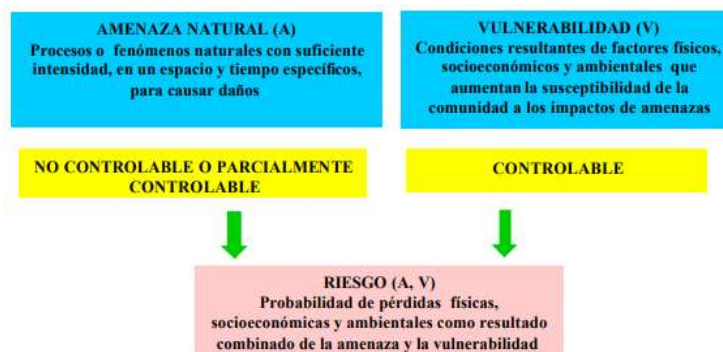 AMENAZA NATURAL (A)
Procesos o fenómenos naturales con suficiente
intensidad, en un espacio y tiempo específicos,
para causar daños
VULNERABILIDAD (V)
Condiciones resultantes de factores físicos,
socioeconómicos y ambientales que
aumentan la susceptibilidad de la
comunidad a los impactos de amenazas
NO CONTROLABLE O PARCIALMENTE
CONTROLABLE
CONTROLABLE
RIESGO (A, V)
Probabilidad de pérdidas físicas,
socioeconómicas y ambientales como resultado
combinado de la amenaza y la vulnerabilidad